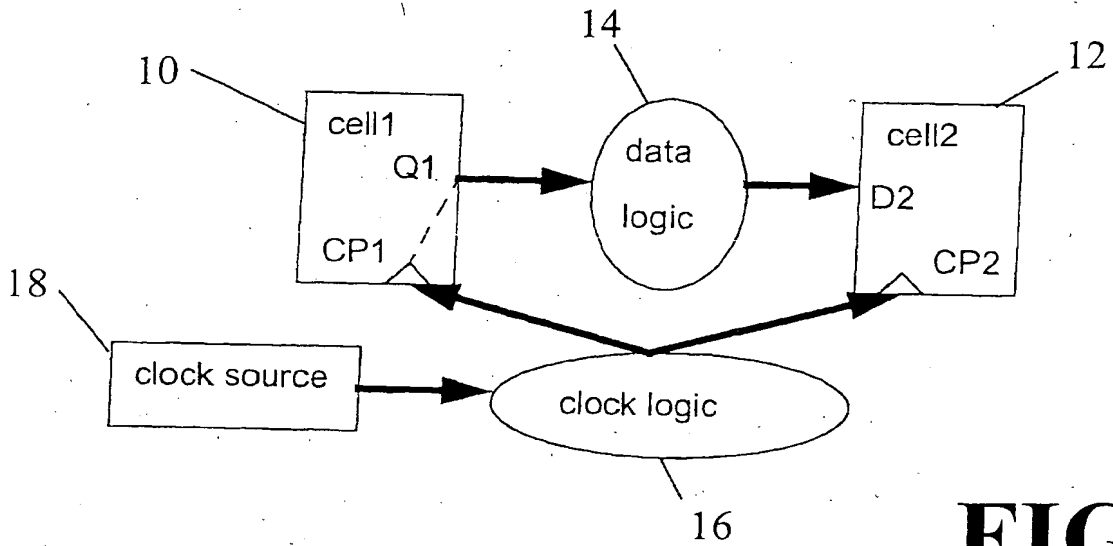 14
10
12
cell1
Q1
CP1
data
logic
cell2
D2
CP2
18
clock source
clock logic
16
FIG